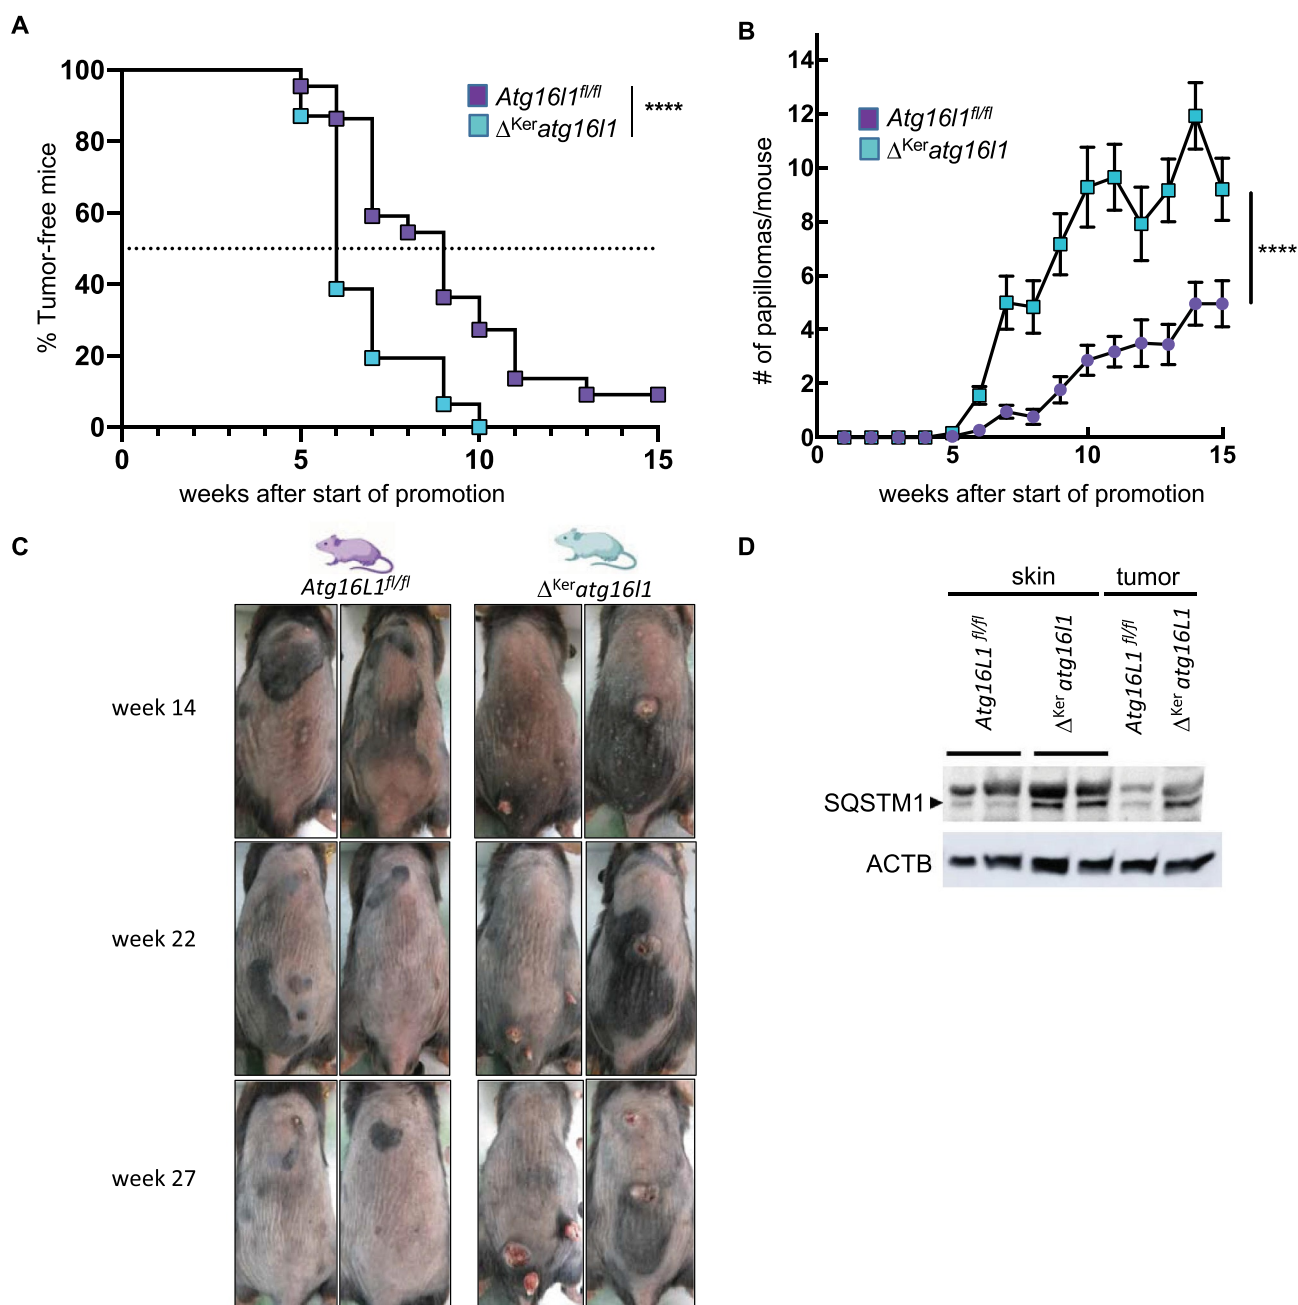 A
100
80
60
40
20
0
% Tumor-free mice
0
5
10
15
weeks after start of promotion
Atg16l1fl/fl
ΔKeratg16l1
****
B
14
12
10
8
6
4
2
0
# of papillomas/mouse
0
5
10
15
weeks after start of promotion
Atg16l1fl/fl
ΔKeratg16l1
****
C
Atg16L1fl/fl
ΔKeratg16l1
week 14
week 22
week 27
D
skin
tumor
Atg16L1 fl/fl
ΔKer atg16l1
Atg16L1 fl/fl
ΔKer atg16L1
SQSTM1
ACTB